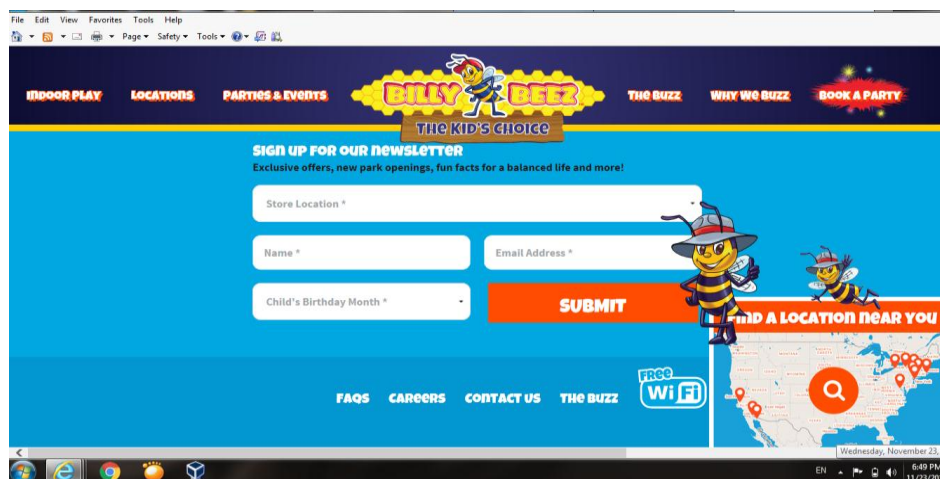 File Edit View Favorites Tools Help
Page Safety Tools
INDOOR PLAY LOCATIONS PARTIES & EVENTS BILLY BEEZ THE BUZZ WHY WE BUZZ BOOK A PARTY
THE KID'S CHOICE
SIGN UP FOR OUR NEWSLETTER
Exclusive offers, new park openings, fun facts for a balanced life and more!
Store Location *
Name * Email Address *
Child's Birthday Month * SUBMIT
FIND A LOCATION NEAR YOU
FREE
WiFi
FAQS CAREERS CONTACT US THE BUZZ
Wednesday, November 23,
EN 6:49 PM